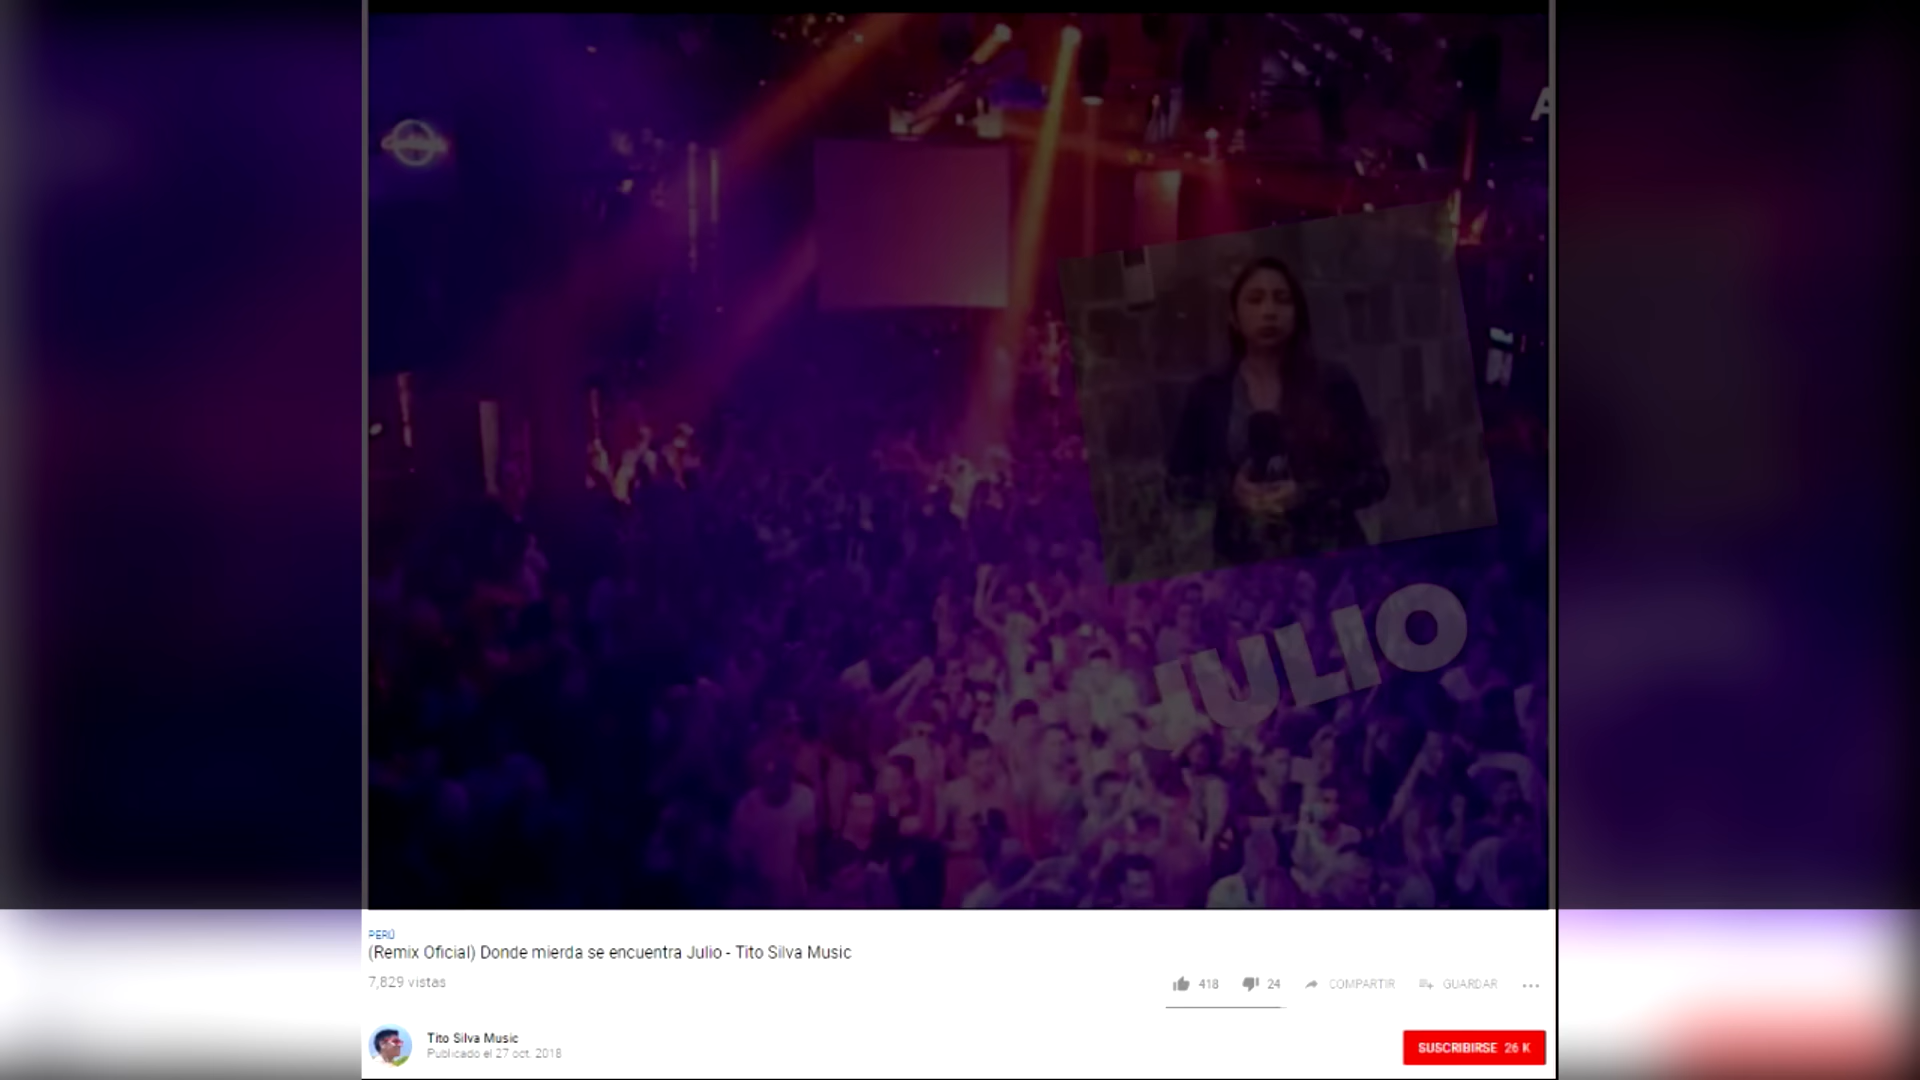 A
JULIO
PERÚ
(Remix Oficial) Donde mierda se encuentra Julio - Tito Silva Music
7,829 vistas
418
24
COMPARTIR
GUARDAR
Tito Silva Music
Publicado el 27 oct. 2018
SUSCRIBIRSE 26 K